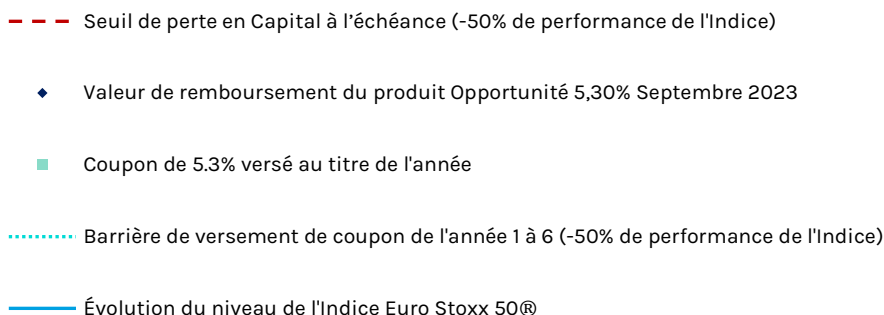 Seuil de perte en Capital à l’échéance (-50% de performance de l'Indice)
Valeur de remboursement du produit Opportunité 5,30% Septembre 2023
Coupon de 5.3% versé au titre de l'année
Barrière de versement de coupon de l'année 1 à 6 (-50% de performance de l'Indice)
Évolution du niveau de l'Indice Euro Stoxx 50®